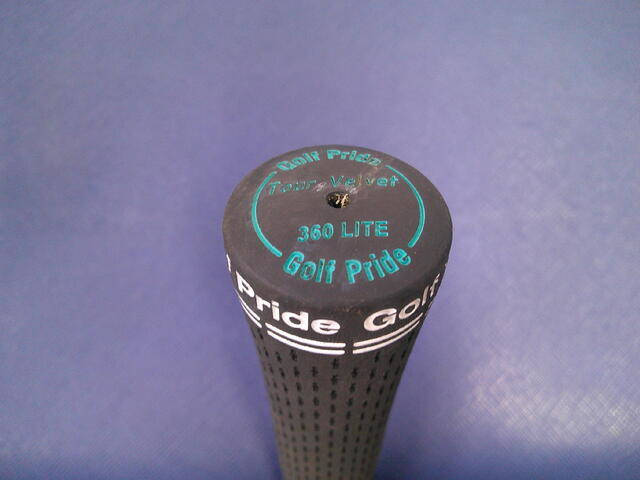 Golf Pride
Tour Velvet
360 LITE
Golf Pride
Pride Golf